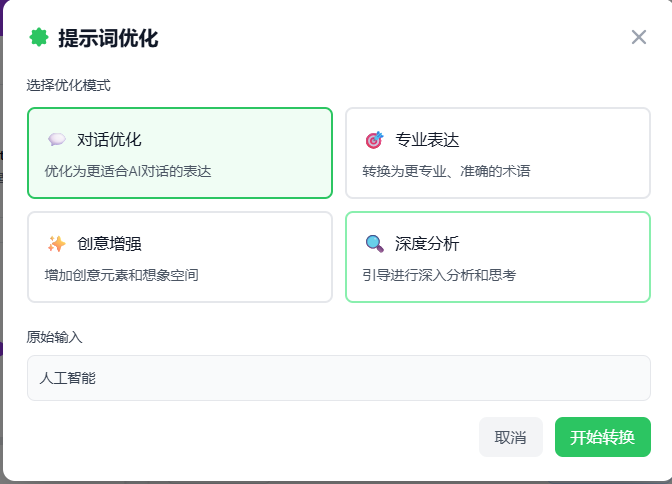 提示词优化
选择优化模式
对话优化
优化为更适合AI对话的表达
专业表达
转换为更专业、准确的术语
创意增强
增加创意元素和想象空间
深度分析
引导进行深入分析和思考
原始输入
人工智能
取消
开始转换